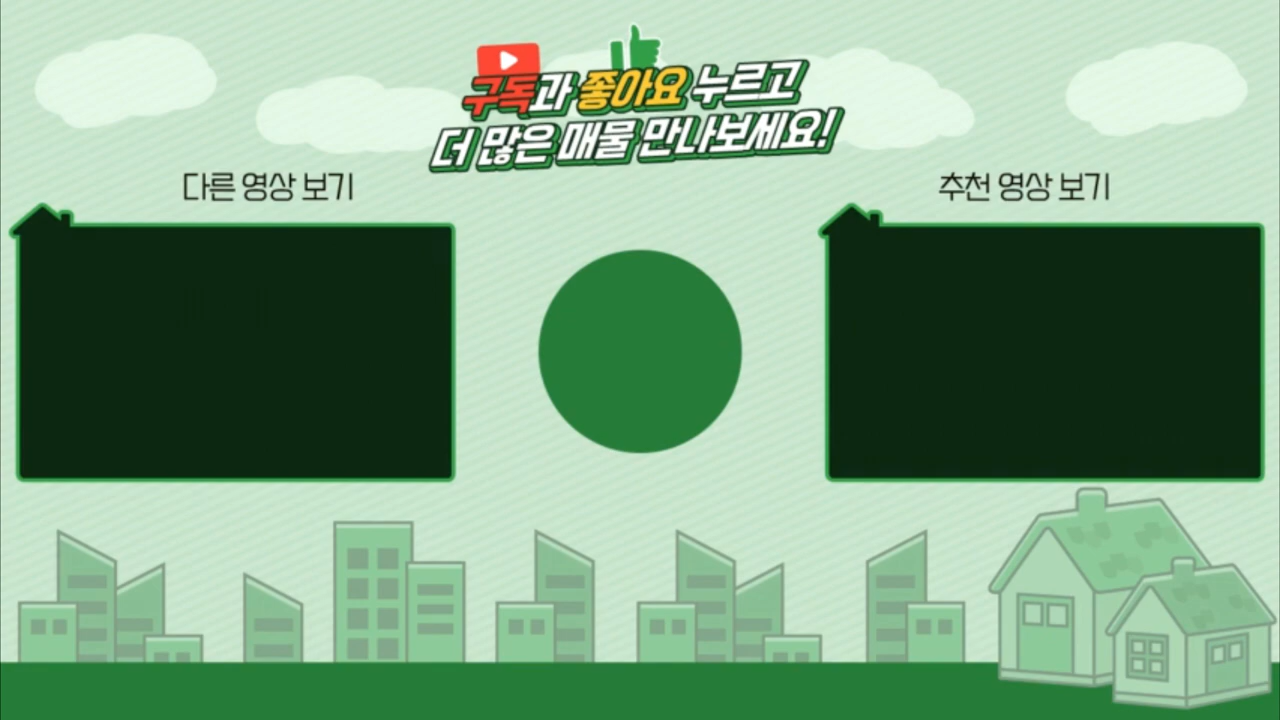 구독과 좋아요 누르고
더 많은 매물 만나보세요!
다른 영상 보기
추천 영상 보기